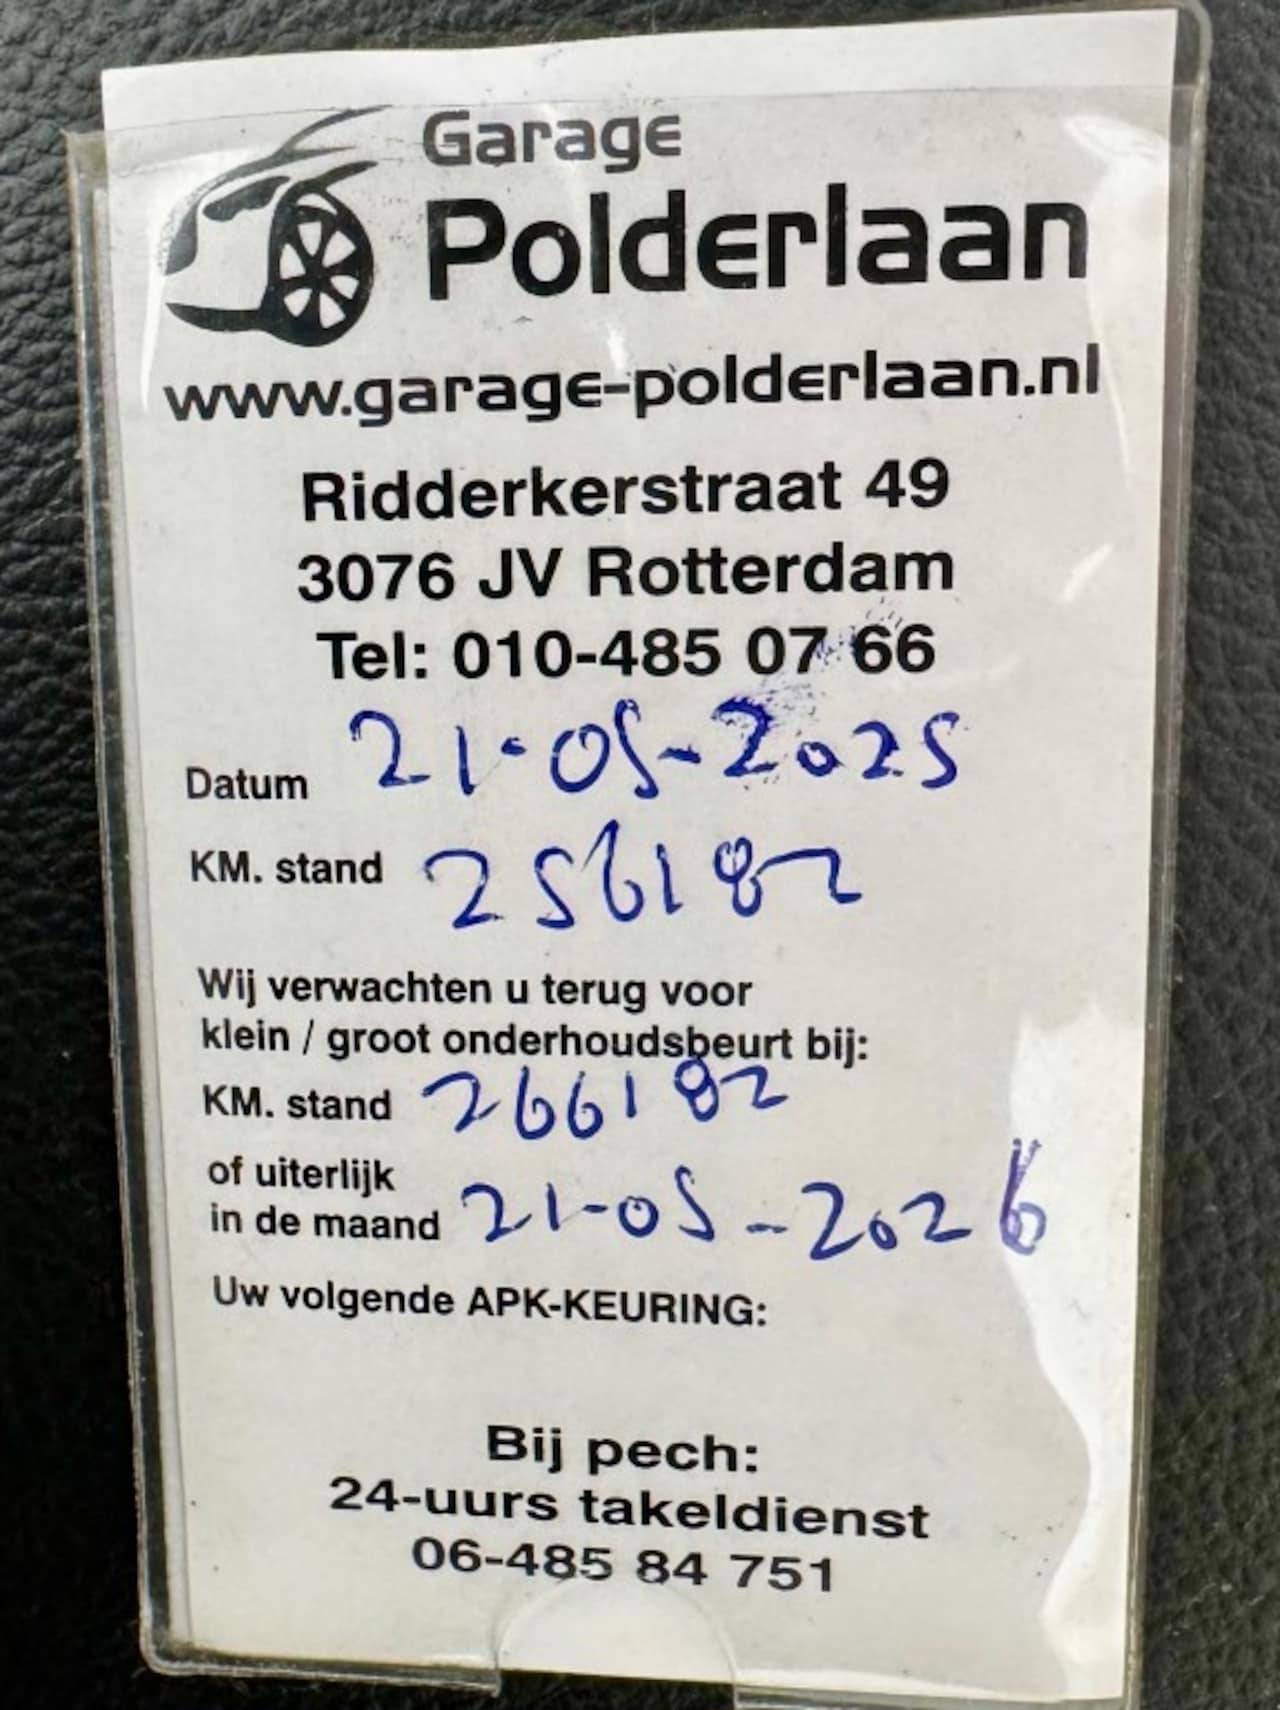 Garage
Polderlaan
www.garage-polderlaan.nl
Ridderkerstraat 49
3076 JV Rotterdam
Tel: 010-485 07 66
Datum 21-05-2025
KM. stand 256182
Wij verwachten u terug voor
klein / groot onderhoudsbeurt bij:
KM. stand 266182
of uiterlijk
in de maand 21-05-2026
Uw volgende APK-KEURING:
Bij pech:
24-uurs takeldienst
06-485 84 751